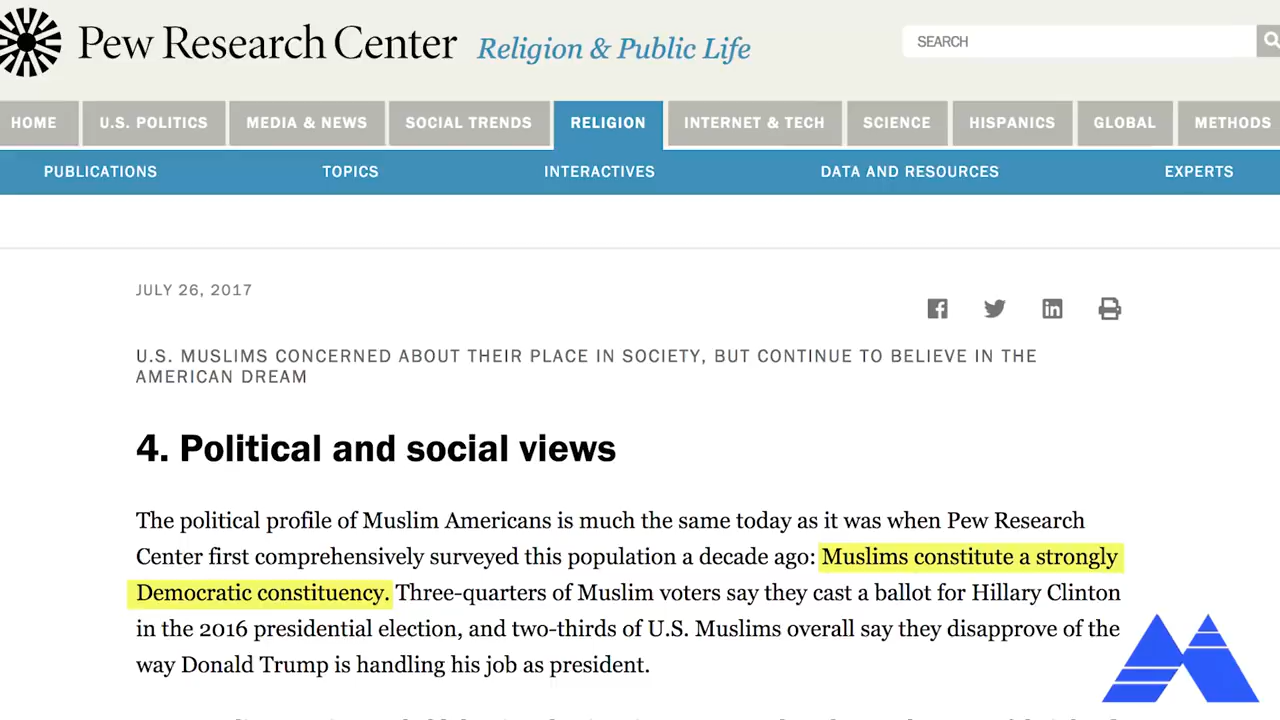 Pew Research Center Religion & Public Life
SEARCH
HOME U.S. POLITICS MEDIA & NEWS SOCIAL TRENDS RELIGION INTERNET & TECH SCIENCE HISPANICS GLOBAL METHODS
PUBLICATIONS TOPICS INTERACTIVES DATA AND RESOURCES EXPERTS
JULY 26, 2017
U.S. MUSLIMS CONCERNED ABOUT THEIR PLACE IN SOCIETY, BUT CONTINUE TO BELIEVE IN THE
AMERICAN DREAM
4. Political and social views
The political profile of Muslim Americans is much the same today as it was when Pew Research
Center first comprehensively surveyed this population a decade ago: Muslims constitute a strongly
Democratic constituency. Three-quarters of Muslim voters say they cast a ballot for Hillary Clinton
in the 2016 presidential election, and two-thirds of U.S. Muslims overall say they disapprove of the
way Donald Trump is handling his job as president.